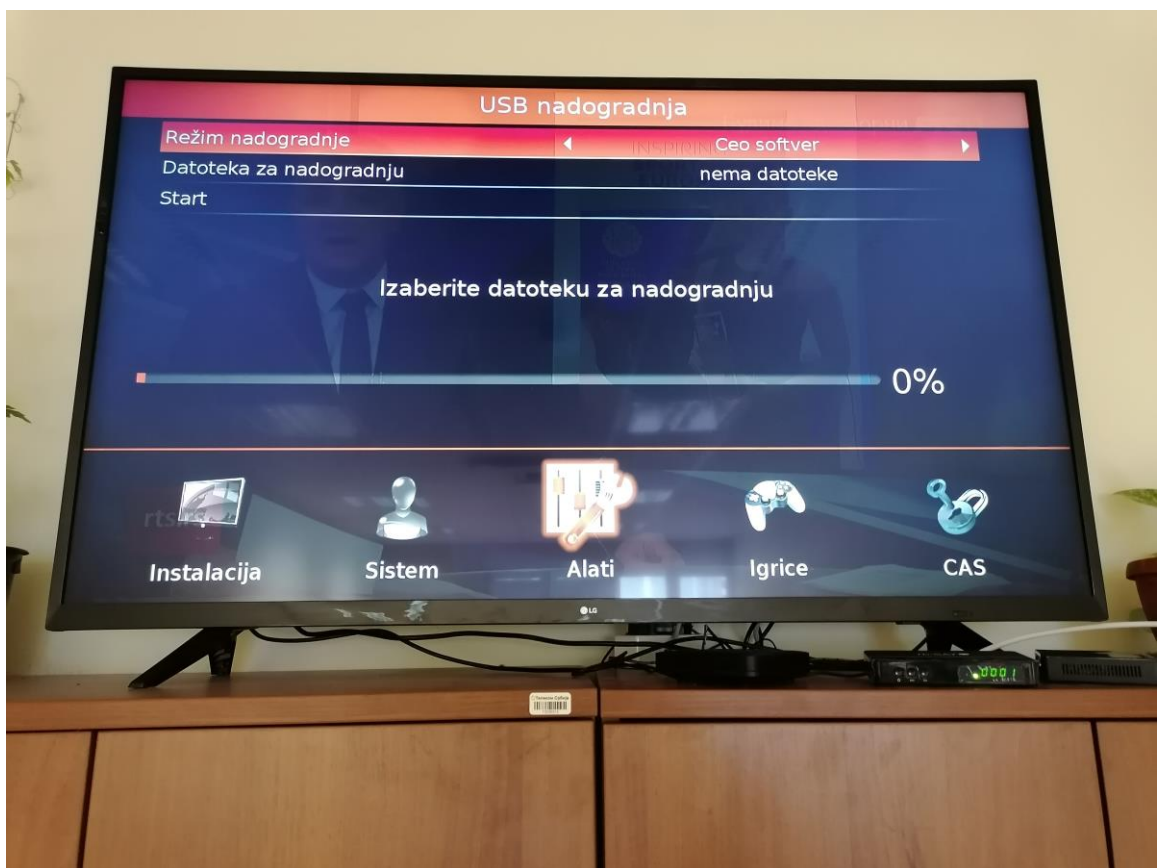 USB nadogradnja
Režim nadogradnje Ceo softver
Datoteka za nadogradnju nema datoteke
Start
Izaberite datoteku za nadogradnju
0%
Instalacija Sistem Alati Igrice CAS
LG
0001